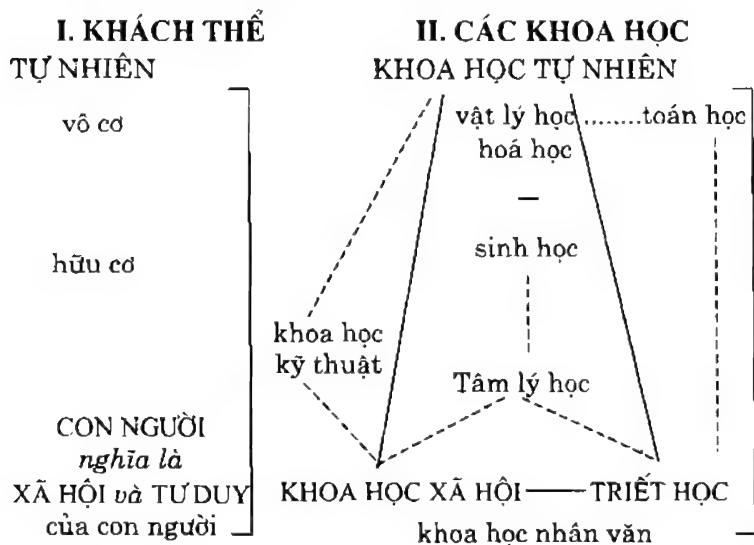 I. KHÁCH THỂ
TỰ NHIÊN
vô cơ
hữu cơ
CON NGƯỜI
nghĩa là
XÃ HỘI và TƯ DUY
của con người
II. CÁC KHOA HỌC
KHOA HỌC TỰ NHIÊN
vật lý học ........toán học
hoá học
sinh học
khoa học
kỹ thuật
Tâm lý học
KHOA HỌC XÃ HỘI — TRIẾT HỌC
khoa học nhân văn